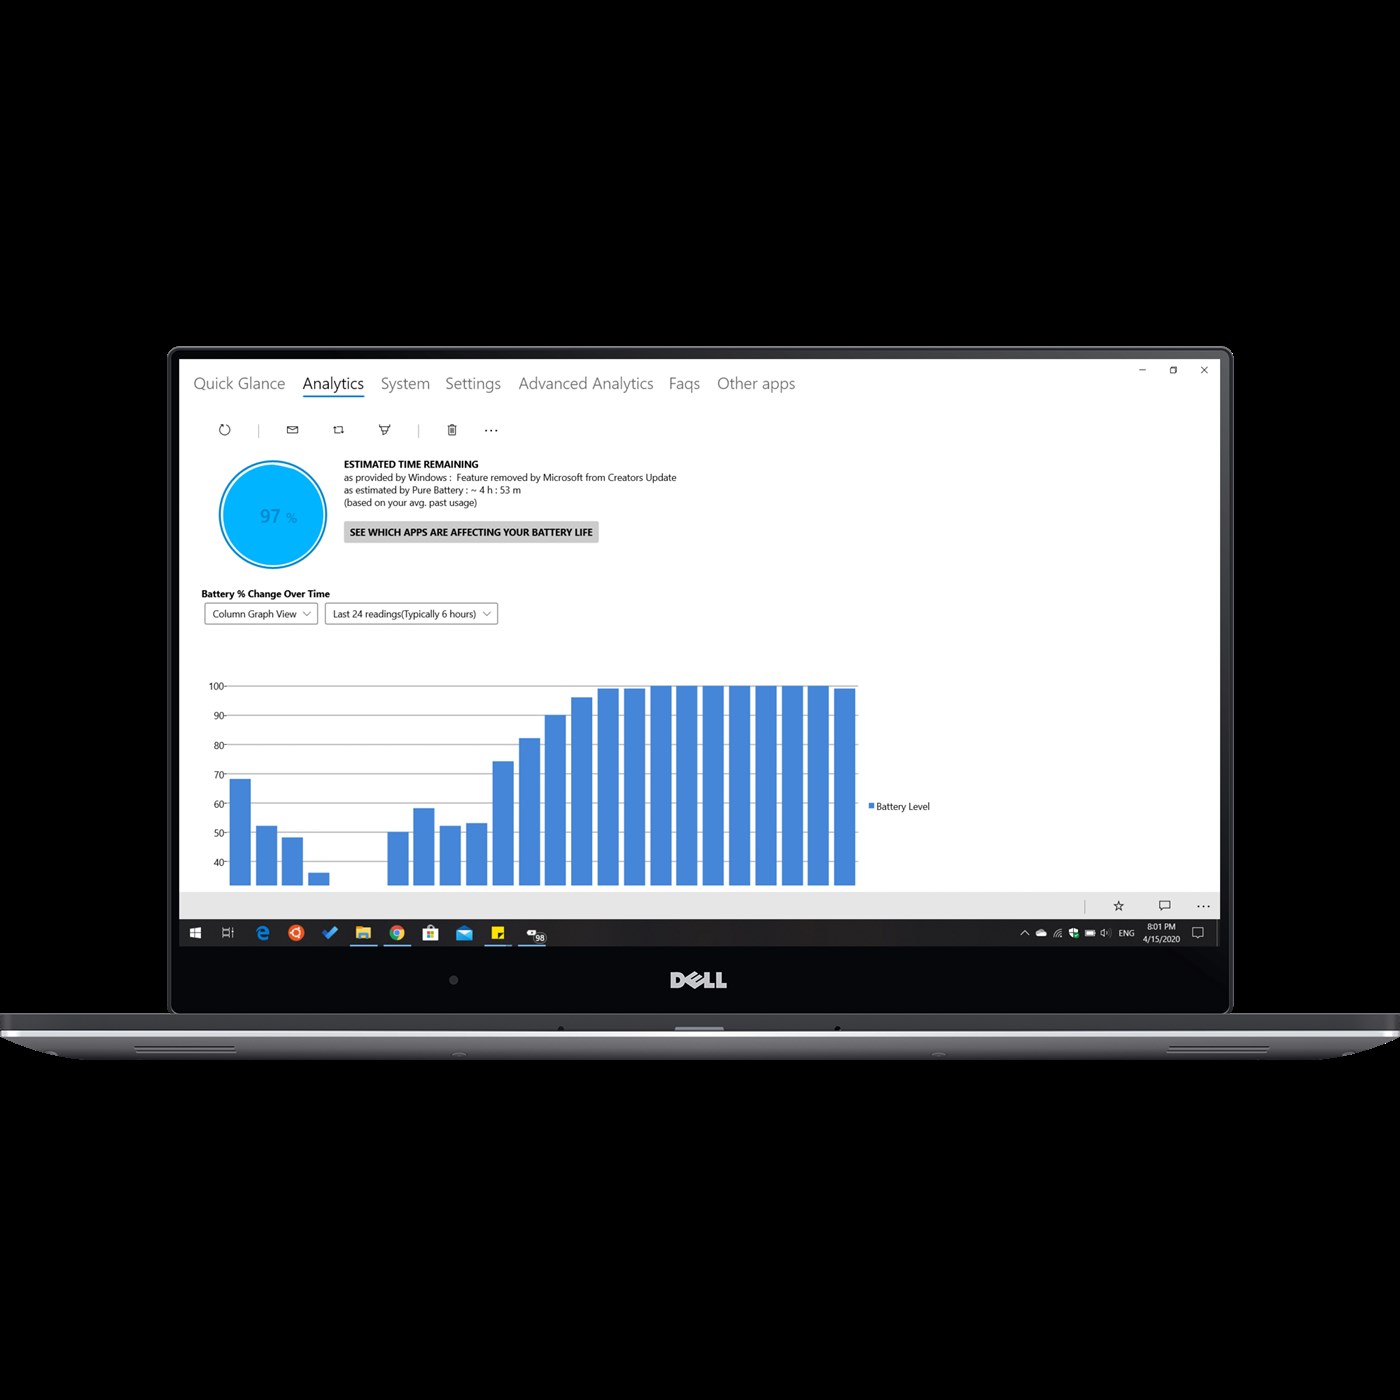 Quick Glance Analytics System Settings Advanced Analytics Faqs Other apps
ESTIMATED TIME REMAINING
as provided by Windows : Feature removed by Microsoft from Creators Update
as estimated by Pure Battery : ~ 4 h : 53 m
(based on your avg. past usage)
97 %
SEE WHICH APPS ARE AFFECTING YOUR BATTERY LIFE
Battery % Change Over Time
Column Graph View Last 24 readings(Typically 6 hours)
100
90
80
70
60
50
40
Battery Level
98
ENG
8:01 PM
4/15/2020
DELL